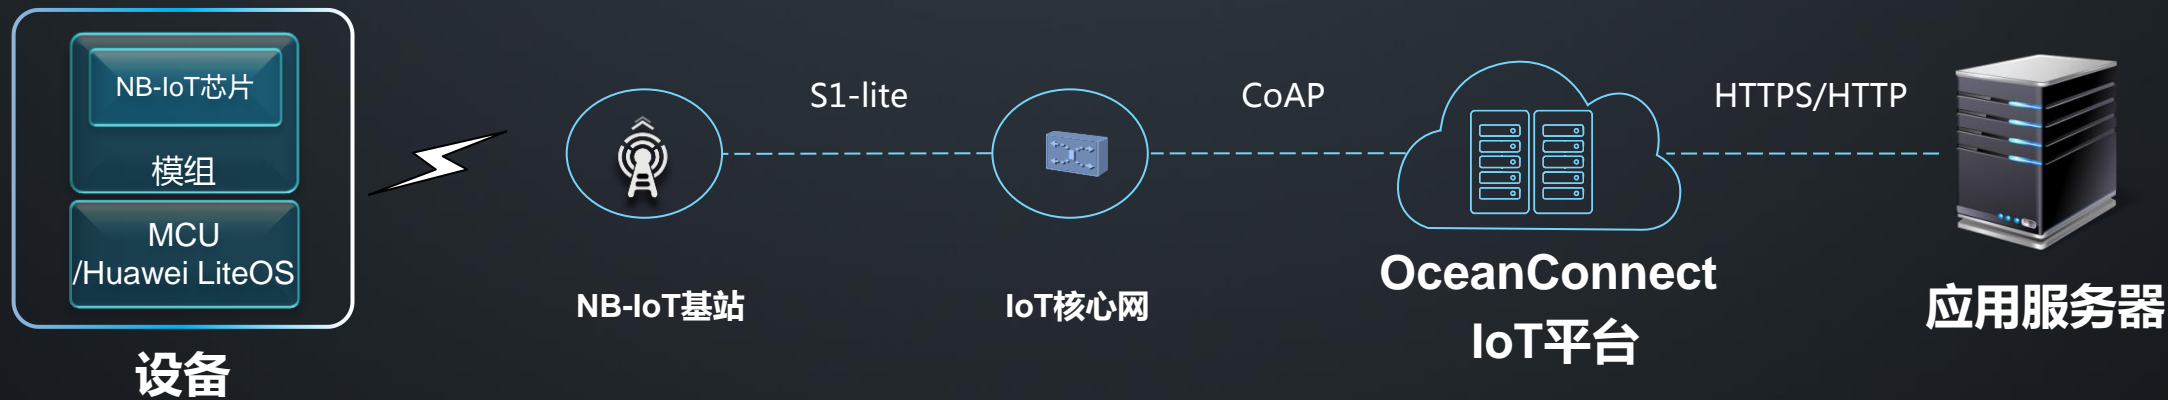 NB-IoT芯片
模组
MCU
/Huawei LiteOS
设备
NB-IoT基站
S1-lite
IoT核心网
CoAP
OceanConnect
IoT平台
HTTPS/HTTP
应用服务器